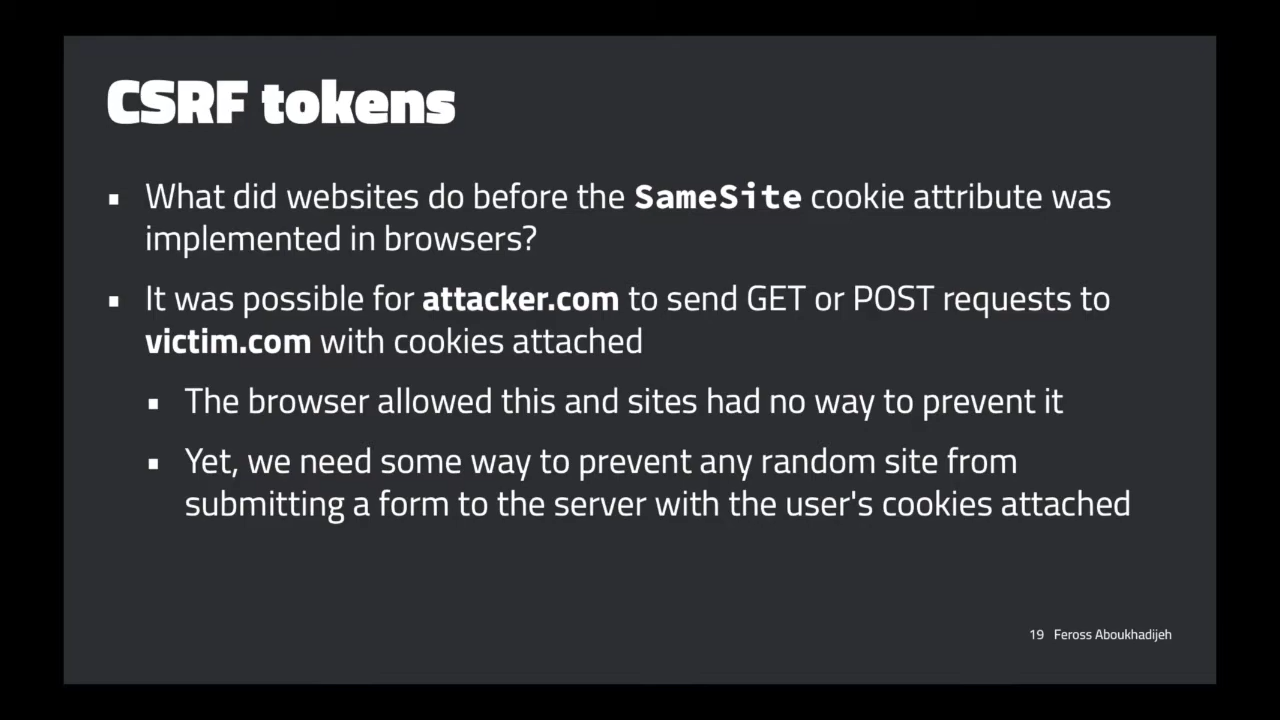 CSRF tokens
▪ What did websites do before the SameSite cookie attribute was
implemented in browsers?
▪ It was possible for attacker.com to send GET or POST requests to
victim.com with cookies attached
▪ The browser allowed this and sites had no way to prevent it
▪ Yet, we need some way to prevent any random site from
submitting a form to the server with the user's cookies attached
19 Feross Aboukhadijeh